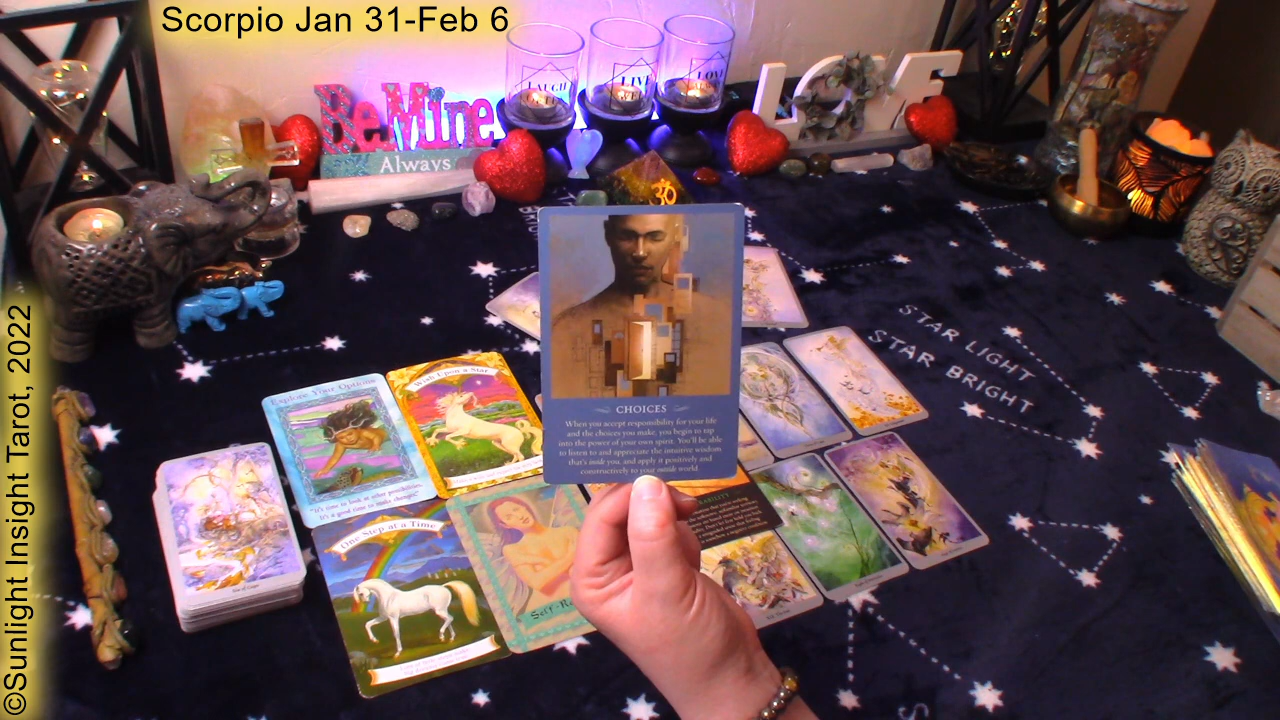 Scorpio Jan 31-Feb 6
©Sunlight Insight Tarot, 2022
BeMine
Always
LAUGH
LIVE
LOVE
LOVE
STAR LIGHT
STAR BRIGHT
Explore Your Options
"It's time to look at other possibilities.
It's a good time to make changes."
Wish Upon a Star
One Step at a Time
Self-Re
CHOICES
When you accept responsibility for your life
and the choices you make, you begin to tap
into the power of your own spirit. You'll be able
to listen to and appreciate the intuitive wisdom
that's inside you, and apply it positively and
constructively to your outside world.